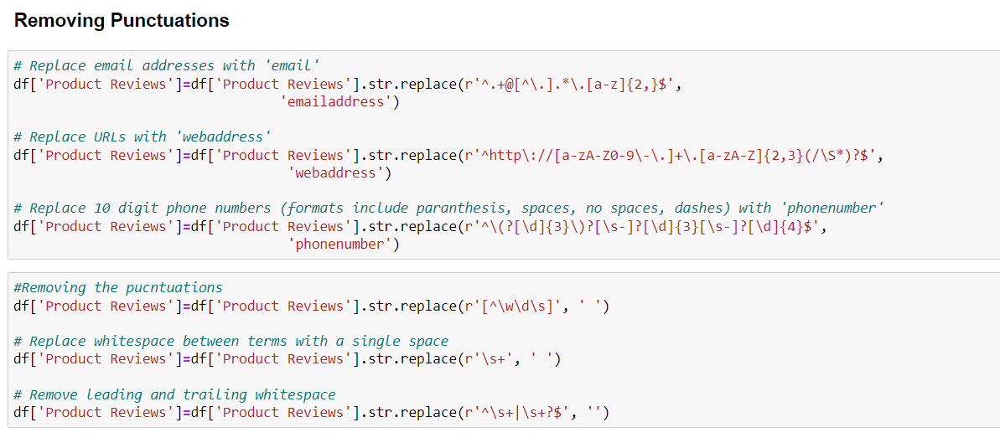 Removing Punctuations
# Replace email addresses with 'email'
df['Product Reviews']=df['Product Reviews'].str.replace(r'^.+@[^\.].*\.[a-z]{2,}$',
'emailaddress')
# Replace URLs with 'webaddress'
df['Product Reviews']=df['Product Reviews'].str.replace(r'^http\://[a-zA-Z0-9\-\.]+\.[a-zA-Z]{2,3}(/\S*)?$',
'webaddress')
# Replace 10 digit phone numbers (formats include paranthesis, spaces, no spaces, dashes) with 'phonenumber'
df['Product Reviews']=df['Product Reviews'].str.replace(r'^\(?[\d]{3}\)?[\s-]?[\d]{3}[\s-]?[\d]{4}$',
'phonenumber')
#Removing the pucntuations
df['Product Reviews']=df['Product Reviews'].str.replace(r'[^\w\d\s]', ' ')
# Replace whitespace between terms with a single space
df['Product Reviews']=df['Product Reviews'].str.replace(r'\s+', ' ')
# Remove leading and trailing whitespace
df['Product Reviews']=df['Product Reviews'].str.replace(r'^\s+|\s+?$', '')